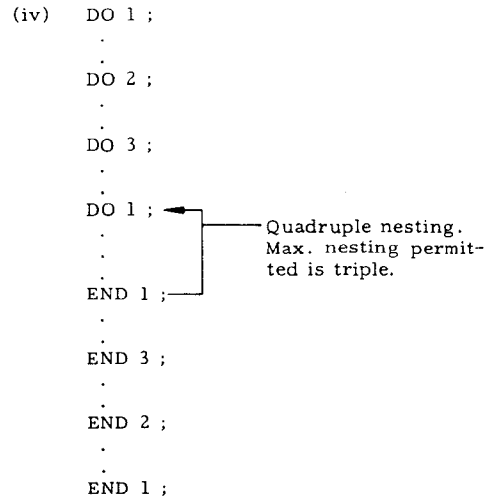 (iv) DO 1 ;
.
.
DO 2 ;
.
.
DO 3 ;
.
.
DO 1 ;
Quadruple nesting.
Max. nesting permit-
ted is triple.
.
.
.
END 1 ;
.
.
END 3 ;
.
.
END 2 ;
.
.
END 1 ;